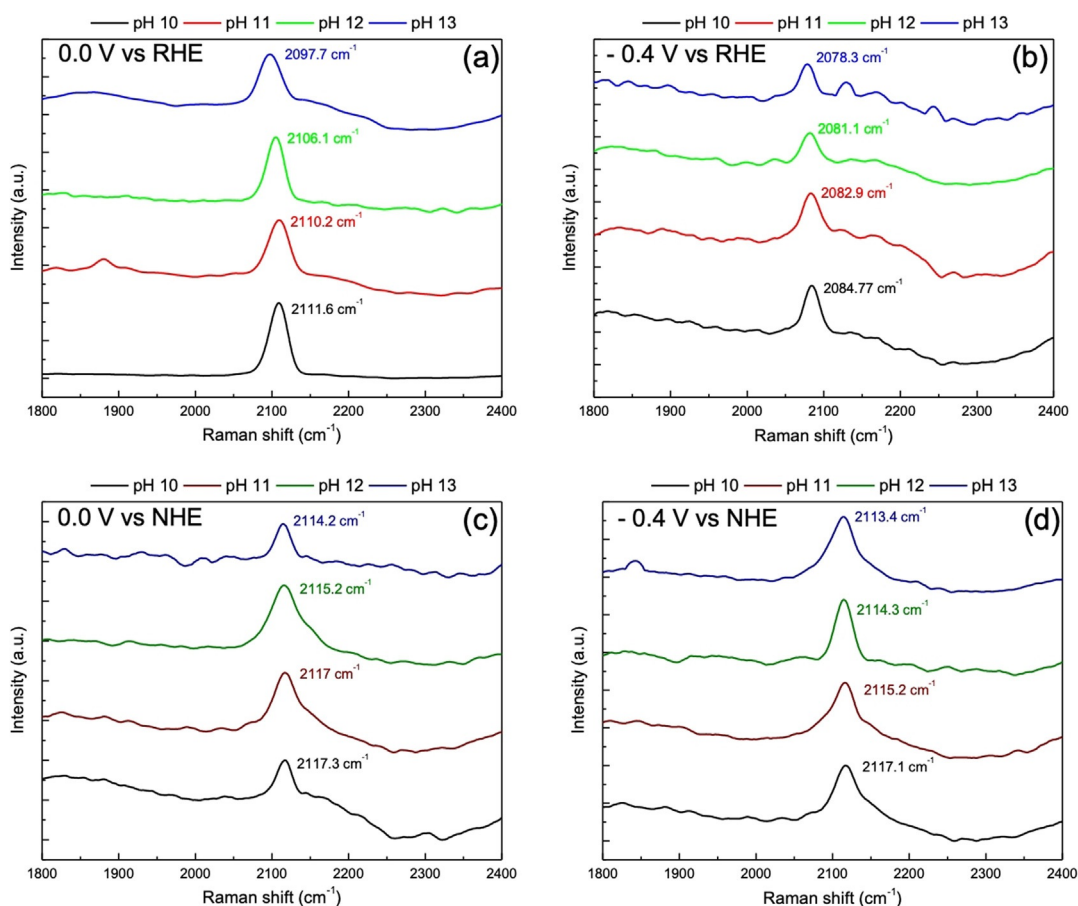 pH 10 pH 11 pH 12 pH 13
0.0 V vs RHE
(a)
2097.7 cm⁻¹
2106.1 cm⁻¹
2110.2 cm⁻¹
2111.6 cm⁻¹
Intensity (a.u.)
1800 1900 2000 2100 2200 2300 2400
Raman shift (cm⁻¹)
pH 10 pH 11 pH 12 pH 13
- 0.4 V vs RHE
(b)
2078.3 cm⁻¹
2081.1 cm⁻¹
2082.9 cm⁻¹
2084.77 cm⁻¹
Intensity (a.u.)
1800 1900 2000 2100 2200 2300 2400
Raman shift (cm⁻¹)
pH 10 pH 11 pH 12 pH 13
0.0 V vs NHE
(c)
2114.2 cm⁻¹
2115.2 cm⁻¹
2117 cm⁻¹
2117.3 cm⁻¹
Intensity (a.u.)
1800 1900 2000 2100 2200 2300 2400
Raman shift (cm⁻¹)
pH 10 pH 11 pH 12 pH 13
- 0.4 V vs NHE
(d)
2113.4 cm⁻¹
2114.3 cm⁻¹
2115.2 cm⁻¹
2117.1 cm⁻¹
Intensity (a.u.)
1800 1900 2000 2100 2200 2300 2400
Raman shift (cm⁻¹)